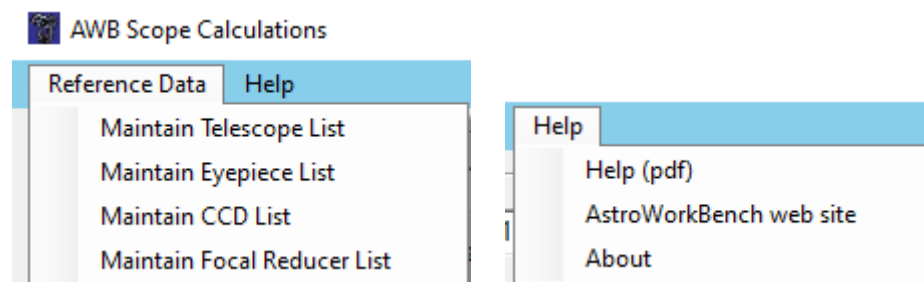 AWB Scope Calculations
Reference Data Help
Maintain Telescope List
Maintain Eyepiece List
Maintain CCD List
Maintain Focal Reducer List
Help
Help (pdf)
AstroWorkBench web site
About